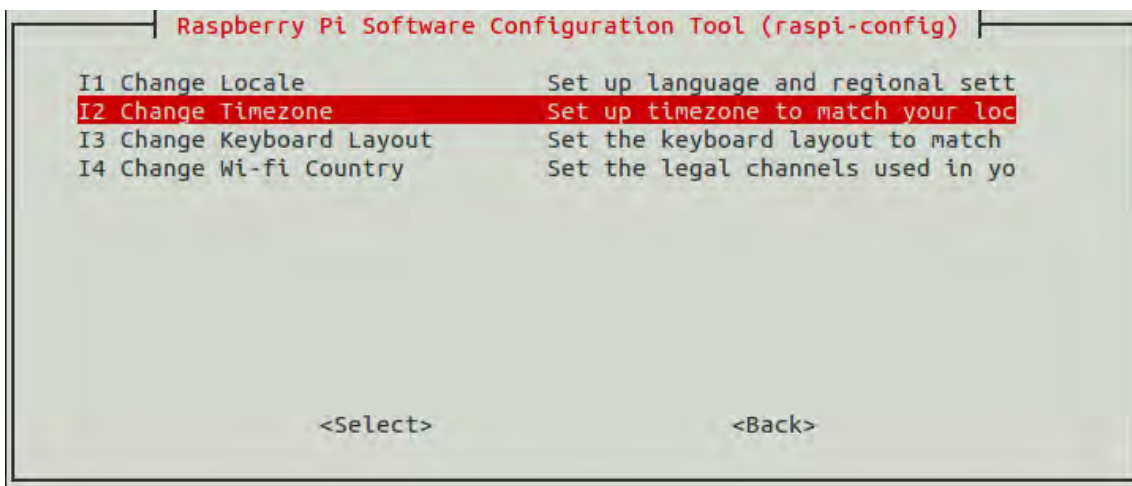 Raspberry Pi Software Configuration Tool (raspi-config)
I1 Change Locale Set up language and regional sett
I2 Change Timezone Set up timezone to match your loc
I3 Change Keyboard Layout Set the keyboard layout to match
I4 Change Wi-fi Country Set the legal channels used in yo
<Select> <Back>